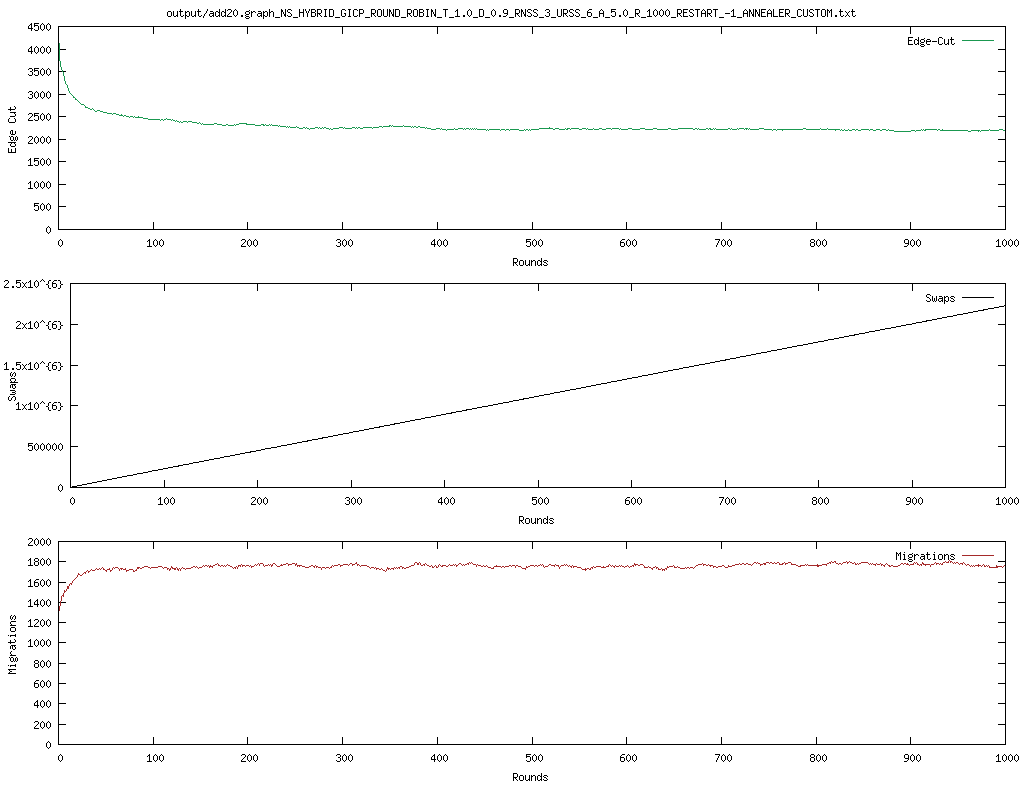 output/add20.graph_NS_HYBRID_GICP_ROUND_ROBIN_T_1.0_D_0.9_RNSS_3_URSS_6_A_5.0_R_1000_RESTART_-1_ANNEALER_CUSTOM.txt
4500
4000
3500
3000
2500
2000
1500
1000
500
0
Edge Cut
Edge-Cut
0 100 200 300 400 500 600 700 800 900 1000
Rounds
2.5x10^{6}
2x10^{6}
1.5x10^{6}
1x10^{6}
500000
0
Swaps
Swaps
0 100 200 300 400 500 600 700 800 900 1000
Rounds
2000
1800
1600
1400
1200
1000
800
600
400
200
0
Migrations
Migrations
0 100 200 300 400 500 600 700 800 900 1000
Rounds